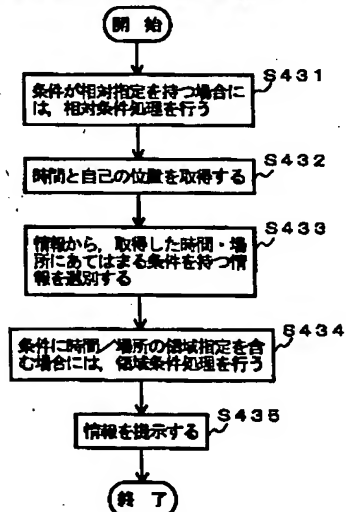 開 始
S431
条件が相対指定を持つ場合に
は，相対条件処理を行う
S432
時間と自己の位置を取得する
S433
情報から，取得した時間・場
所にあてはまる条件を持つ情
報を選別する
S434
条件に時間／場所の領域指定を含
む場合には，領域条件処理を行う
S435
情報を提示する
終 了